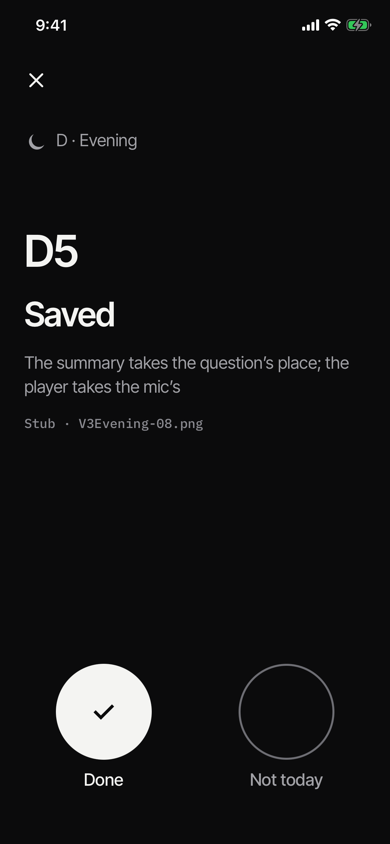 9:41
D · Evening
D5
Saved
The summary takes the question’s place; the
player takes the mic’s
Stub · V3Evening-08.png
Done
Not today